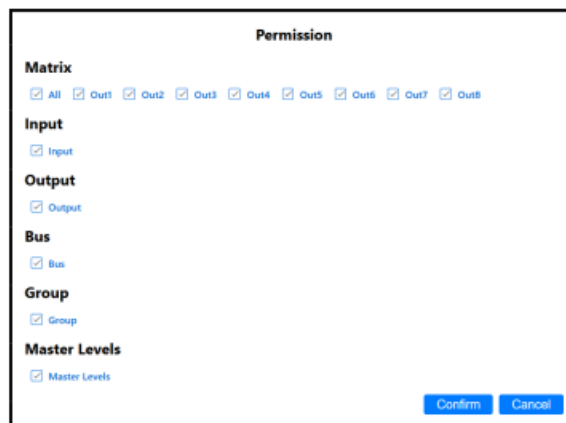 Permission
Matrix
All Out1 Out2 Out3 Out4 Out5 Out6 Out7 Out8
Input
Input
Output
Output
Bus
Bus
Group
Group
Master Levels
Master Levels
Confirm Cancel